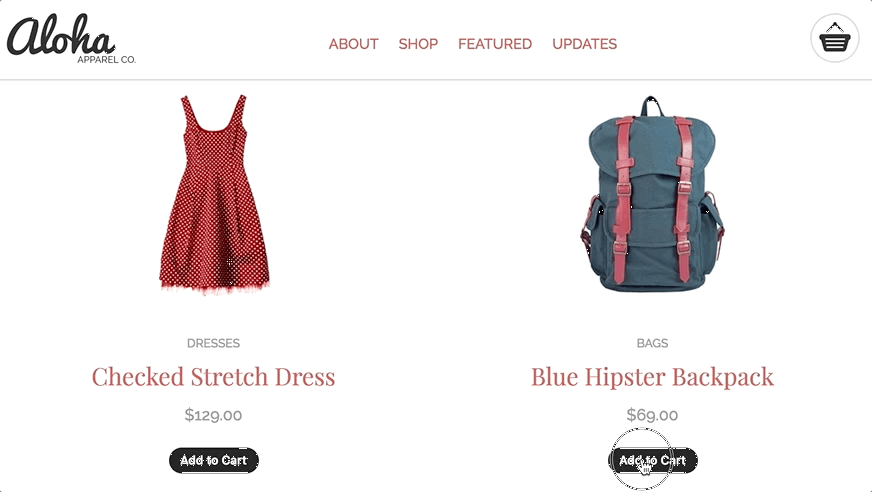 Aloha
APPAREL CO.
ABOUT SHOP FEATURED UPDATES
DRESSES
Checked Stretch Dress
$129.00
Add to Cart
BAGS
Blue Hipster Backpack
$69.00
Add to Cart